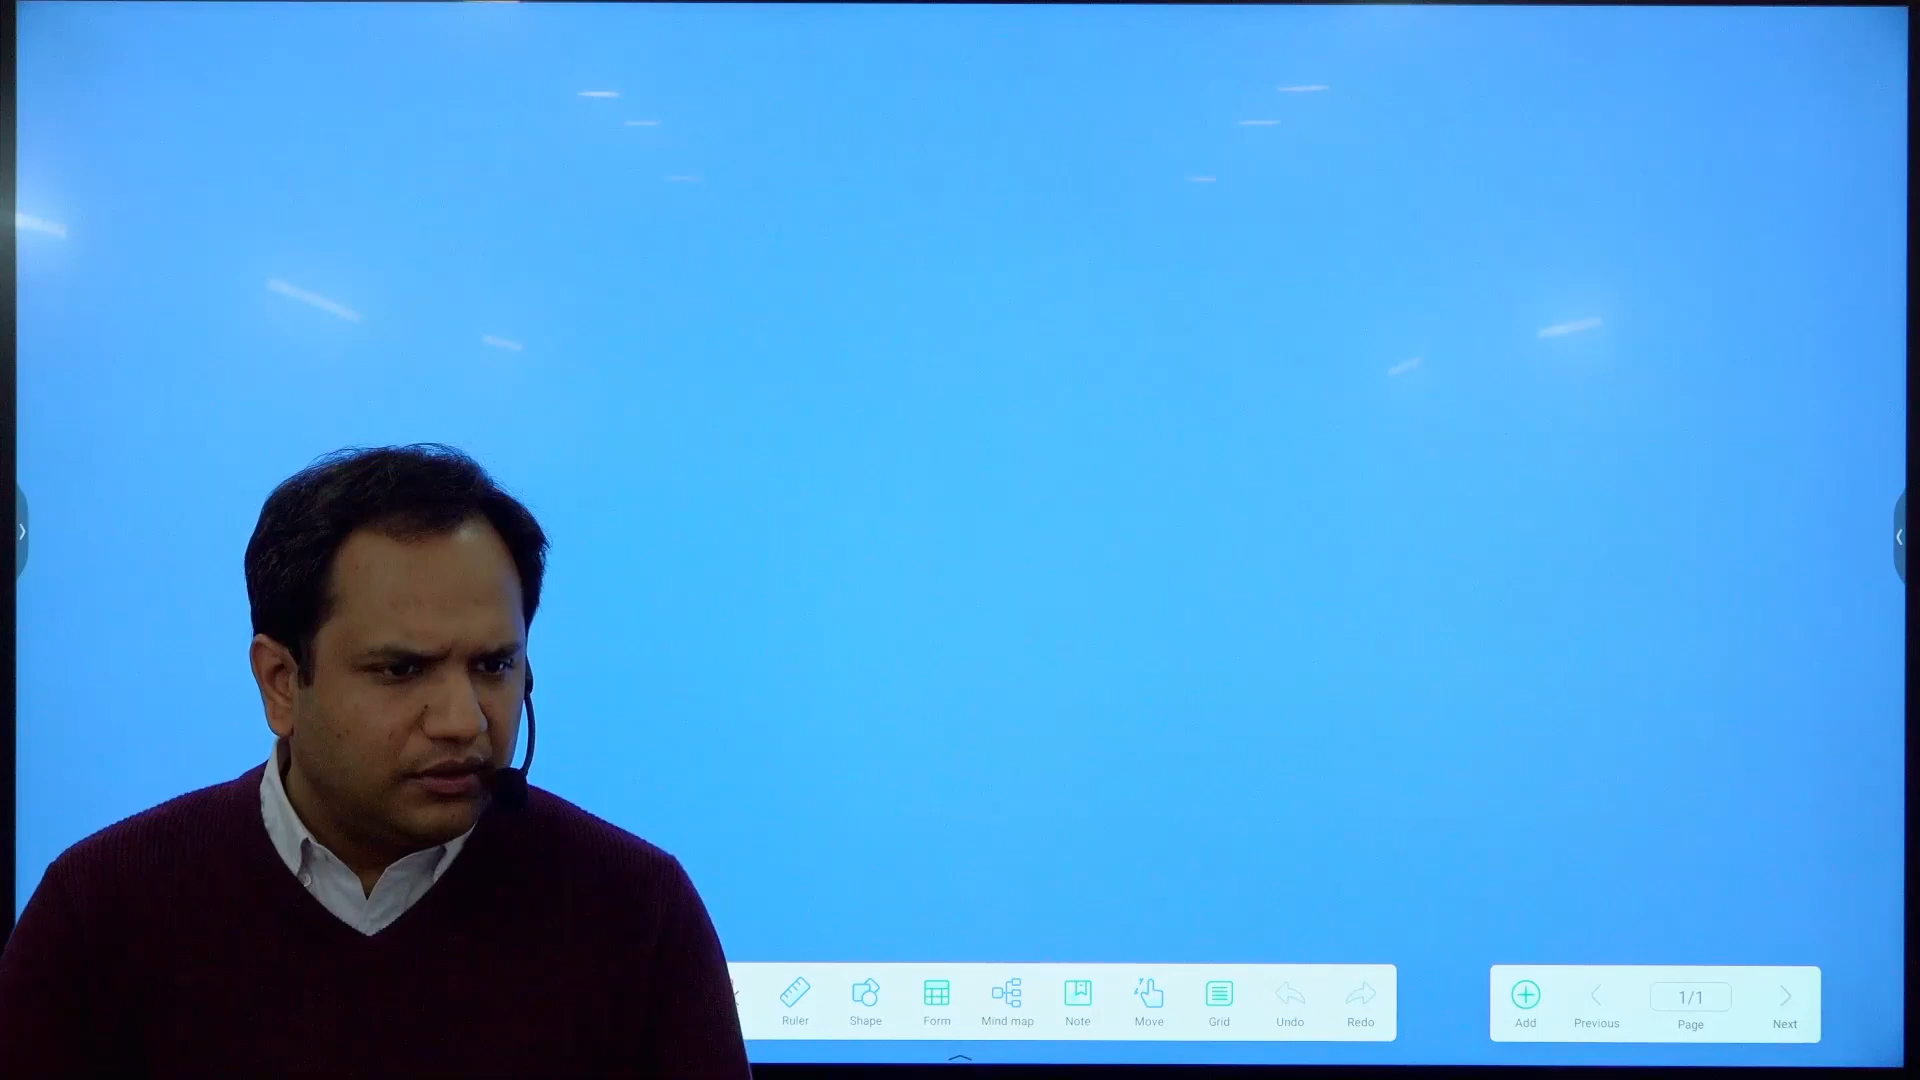 Ruler Shape Form Mind map Note Move Grid Undo Redo
Add Previous 1/1 Page Next